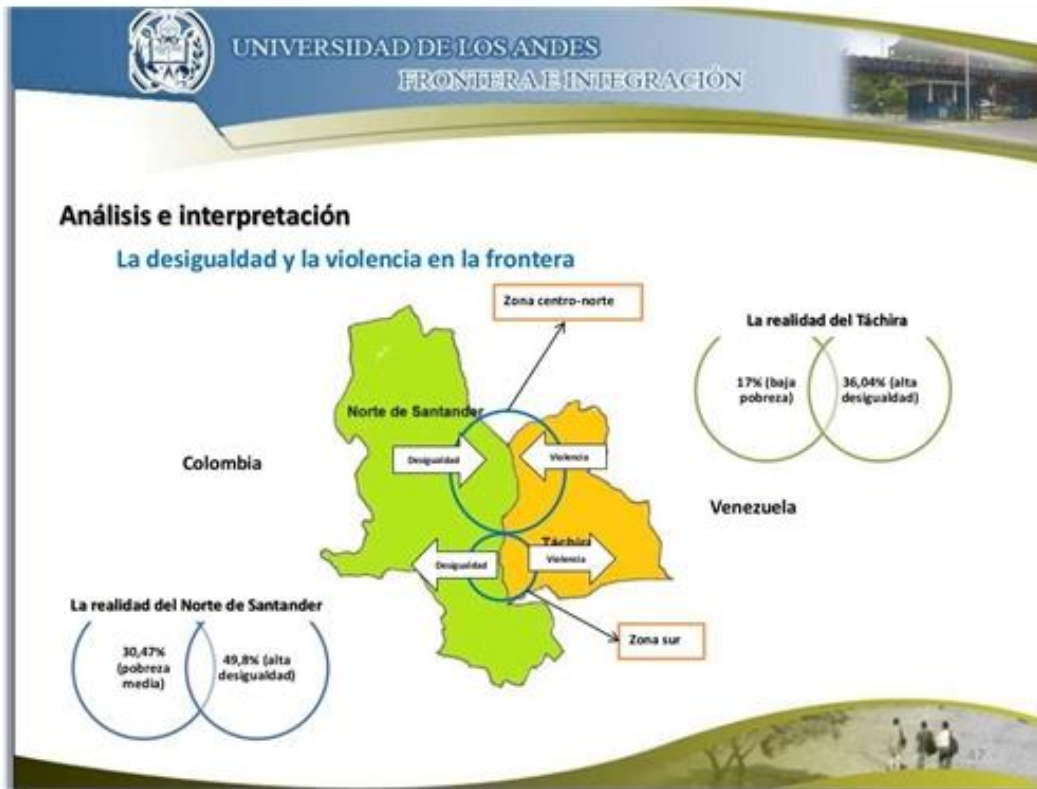 UNIVERSIDAD DE LOS ANDES
FRONTERA E INTEGRACIÓN
Análisis e interpretación
La desigualdad y la violencia en la frontera
Zona centro-norte
La realidad del Táchira
17% (baja
pobreza)
36,04% (alta
desigualdad)
Norte de Santander
Desigualdad
Violencia
Colombia
Venezuela
Táchira
Desigualdad
Violencia
La realidad del Norte de Santander
30,47%
(pobreza
media)
49,8% (alta
desigualdad)
Zona sur
47